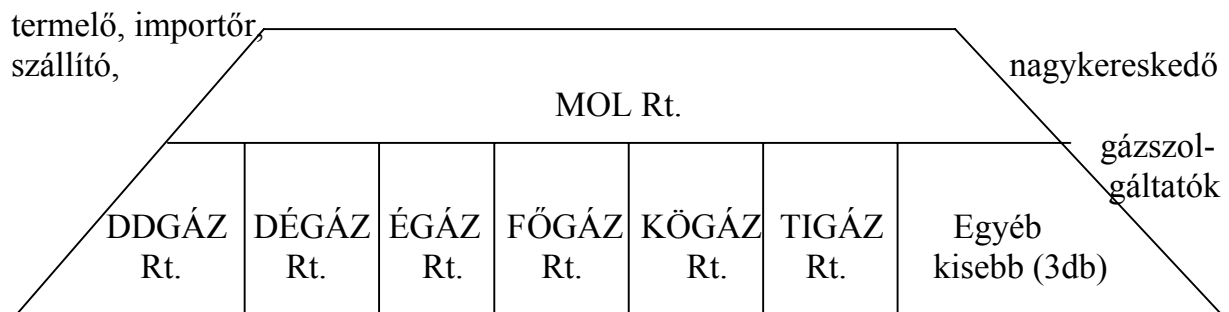 termelő, importőr,
szállító,
nagykereskedő
MOL Rt.
gázszol-
gáltatók
DDGÁZ Rt.
DÉGÁZ Rt.
ÉGÁZ Rt.
FŐGÁZ Rt.
KÖGÁZ Rt.
TIGÁZ Rt.
Egyéb
kisebb (3db)